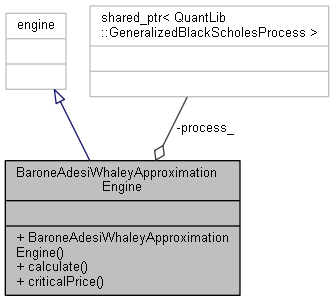 engine
shared_ptr< QuantLib
::GeneralizedBlackScholesProcess >
-process_
BaroneAdesiWhaleyApproximation
Engine
+ BaroneAdesiWhaleyApproximation
Engine()
+ calculate()
+ criticalPrice()